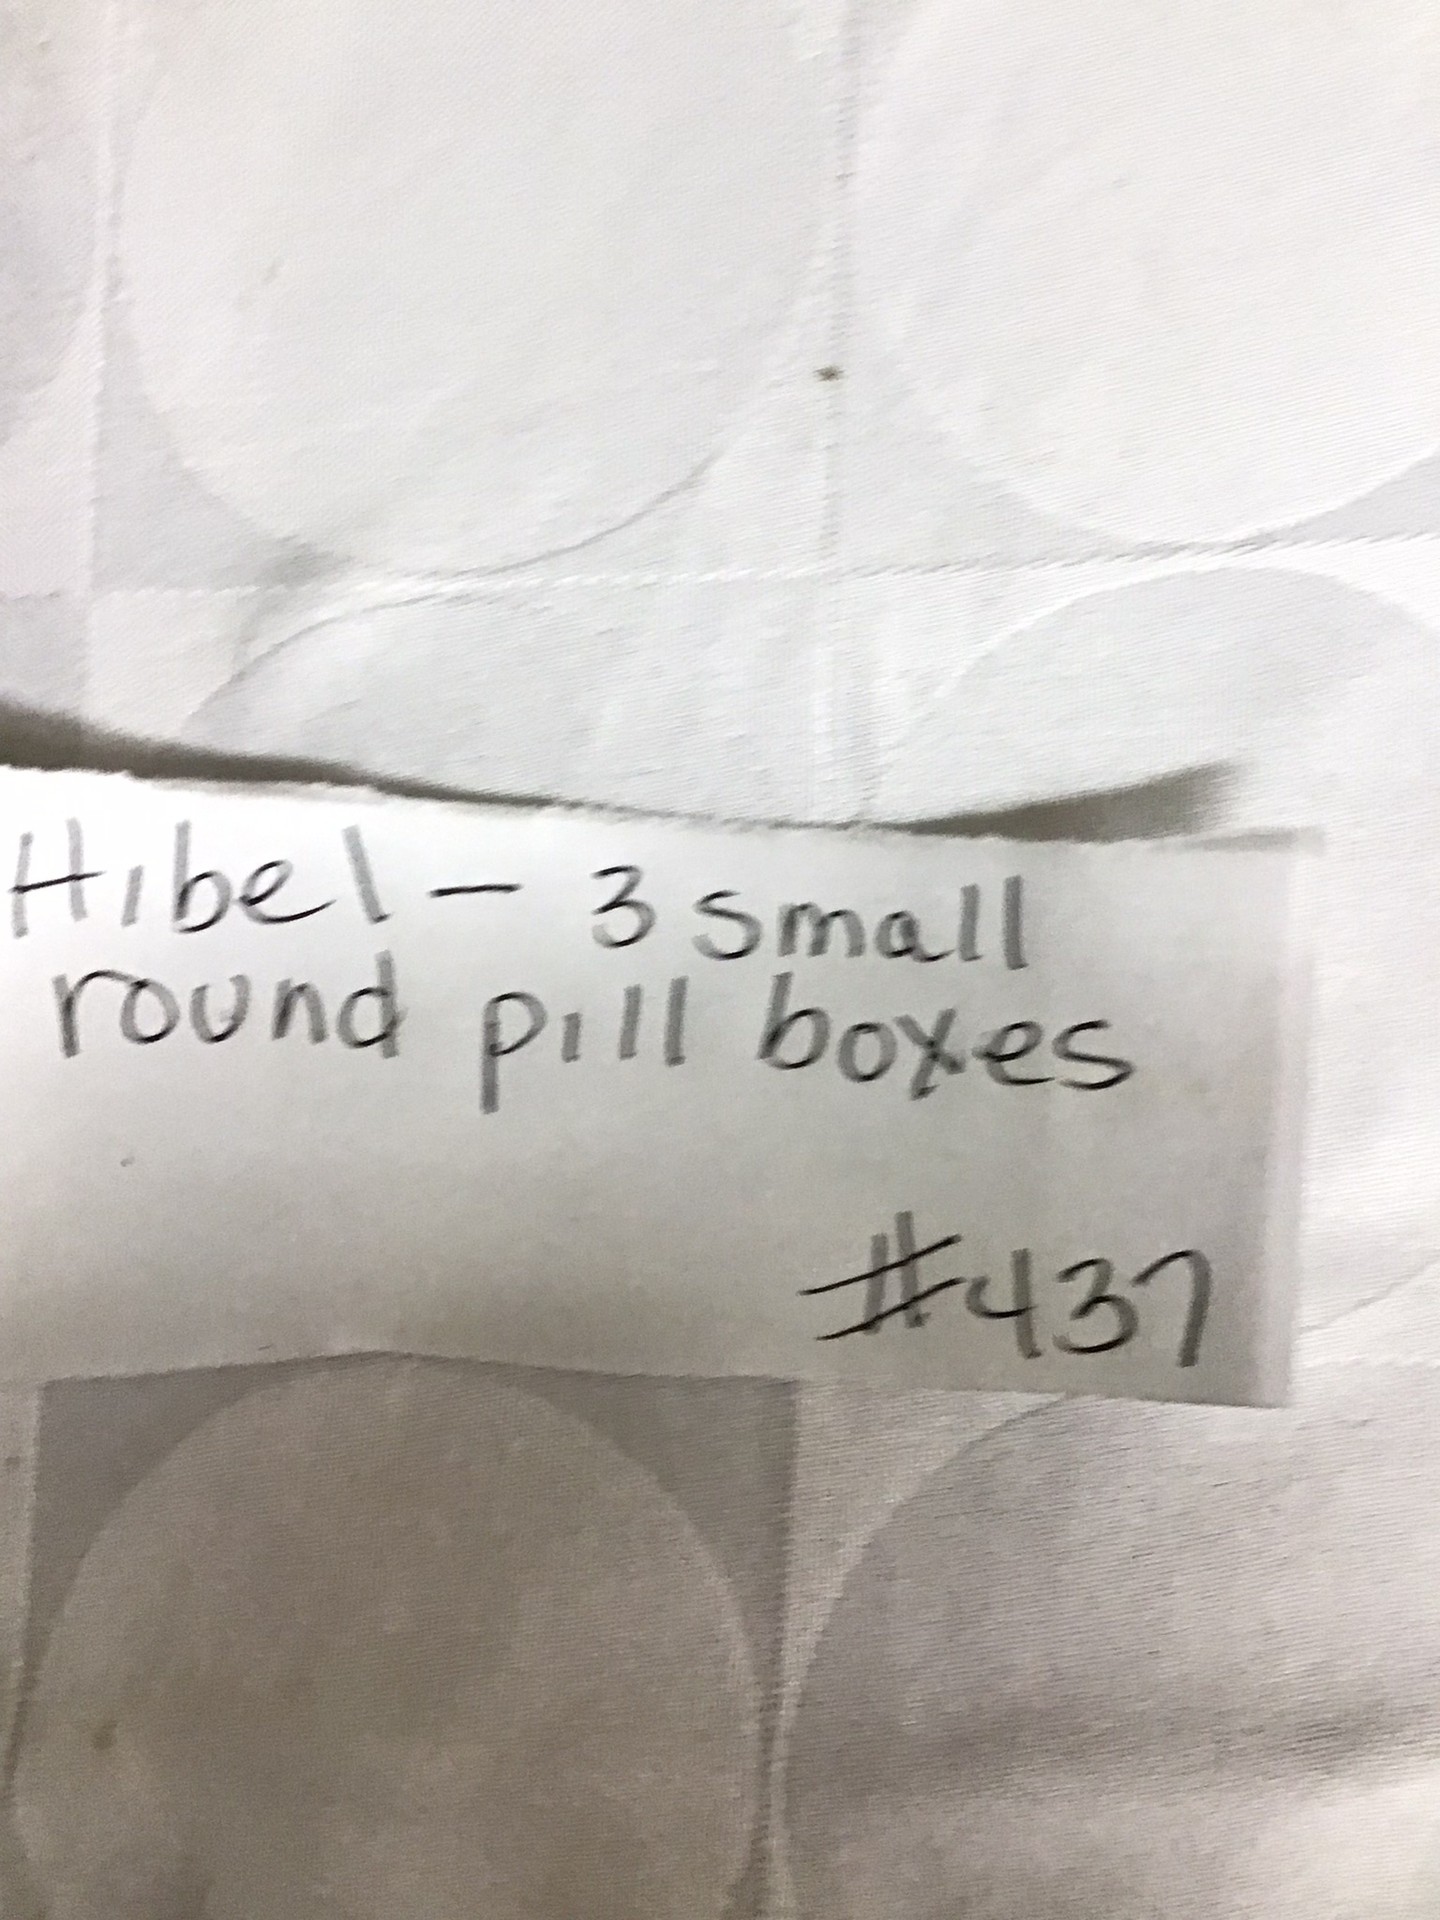 Hibel - 3 small
round pill boxes
#437